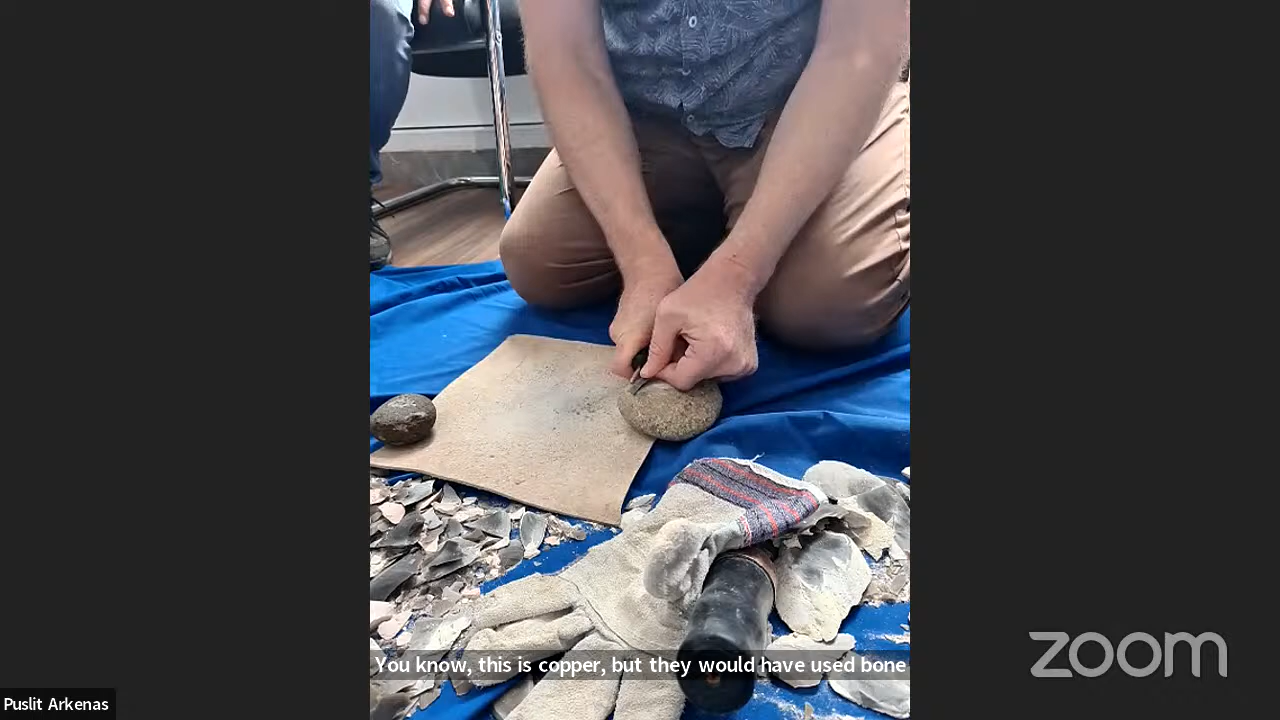 You know, this is copper, but they would have used bone
zoom
Puslit Arkenas